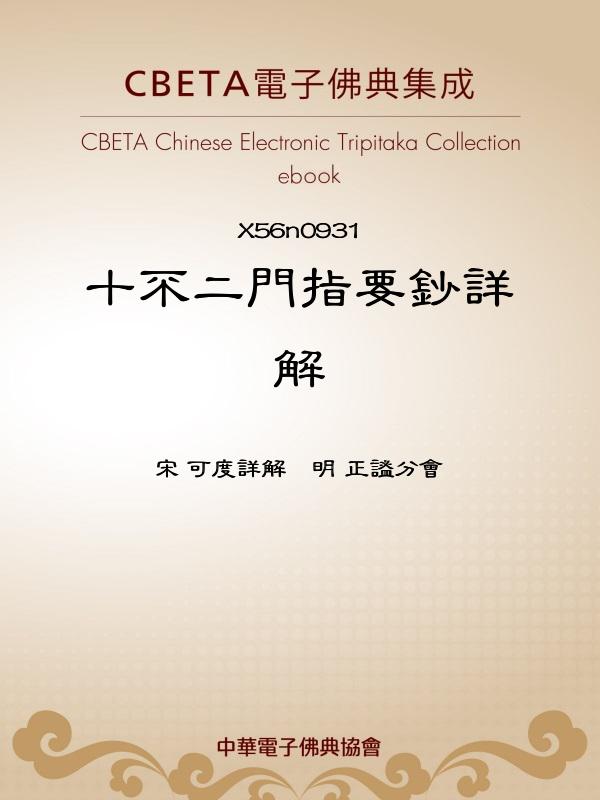 CBETA電子佛典集成
CBETA Chinese Electronic Tripitaka Collection
ebook
X56n0931
十不二門指要鈔詳
解
宋 可度詳解　明 正謐分會
中華電子佛典協會